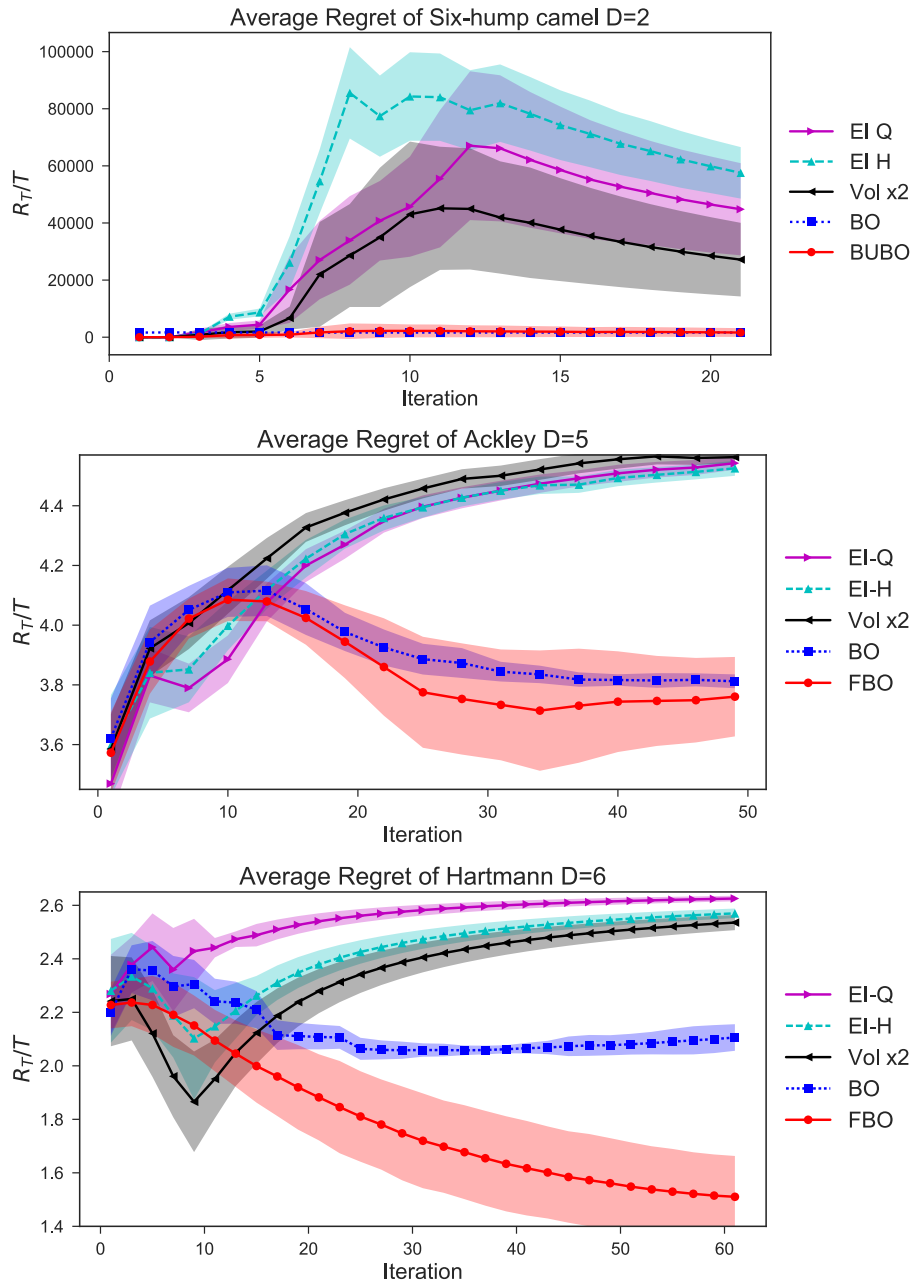 Average Regret of Six-hump camel D=2
100000
80000
60000
40000
20000
0
R_T/T
0
5
10
15
20
Iteration
EI Q
EI H
Vol x2
BO
BUBO
Average Regret of Ackley D=5
4.4
4.2
4.0
3.8
3.6
R_T/T
0
10
20
30
40
50
Iteration
EI-Q
EI-H
Vol x2
BO
FBO
Average Regret of Hartmann D=6
2.6
2.4
2.2
2.0
1.8
1.6
1.4
R_T/T
0
10
20
30
40
50
60
Iteration
EI-Q
EI-H
Vol x2
BO
FBO